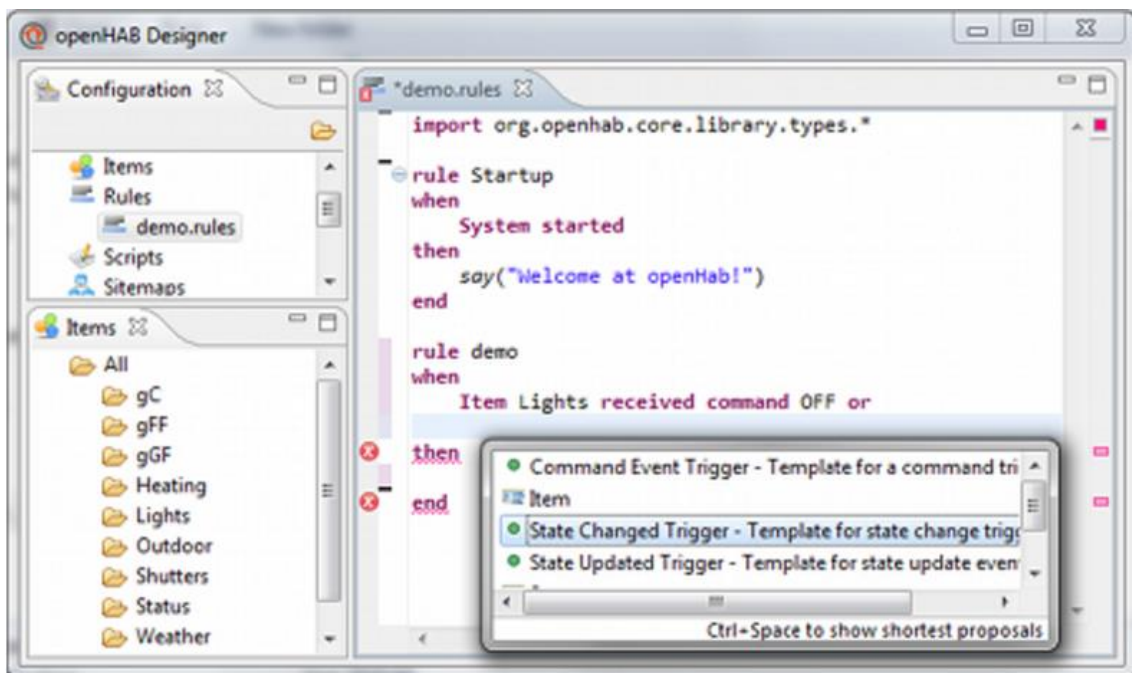 openHAB Designer
Configuration
Items
Rules
demo.rules
Scripts
Sitemaps
Items
All
gC
gFF
gGF
Heating
Lights
Outdoor
Shutters
Status
Weather
*demo.rules
import org.openhab.core.library.types.*
rule Startup
when
System started
then
say("Welcome at openHab!")
end
rule demo
when
Item Lights received command OFF or
then
end
Command Event Trigger - Template for a command tri
Item
State Changed Trigger - Template for state change trigg
State Updated Trigger - Template for state update even
Ctrl+Space to show shortest proposals